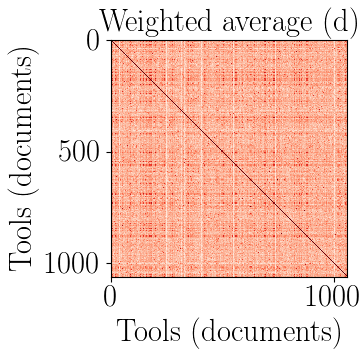 Weighted average (d)
0
500
1000
Tools (documents)
0
1000
Tools (documents)